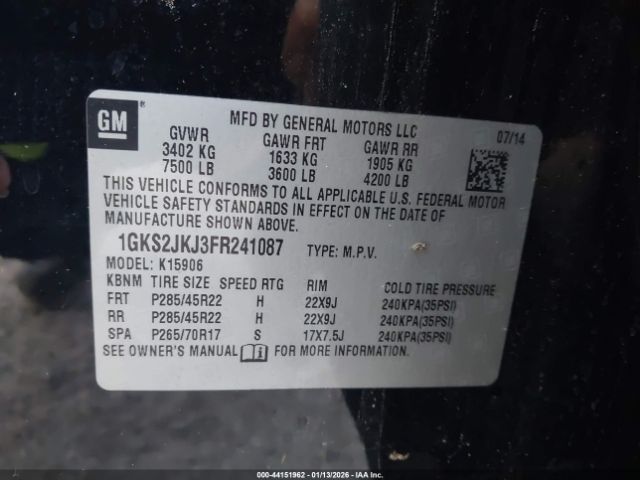 GM ®
MFD BY GENERAL MOTORS LLC 07/14
GVWR GAWR FRT GAWR RR
3402 KG 1633 KG 1905 KG
7500 LB 3600 LB 4200 LB
THIS VEHICLE CONFORMS TO ALL APPLICABLE U.S. FEDERAL MOTOR
VEHICLE SAFETY STANDARDS IN EFFECT ON THE DATE OF
MANUFACTURE SHOWN ABOVE.
1GKS2JKJ3FR241087 TYPE: M.P.V.
MODEL: K15906
KBNM TIRE SIZE SPEED RTG RIM COLD TIRE PRESSURE
FRT P285/45R22 H 22X9J 240KPA(35PSI)
RR P285/45R22 H 22X9J 240KPA(35PSI)
SPA P265/70R17 S 17X7.5J 240KPA(35PSI)
SEE OWNER'S MANUAL i FOR MORE INFORMATION.
000-44151962 - 01/13/2026 - IAAI.COM